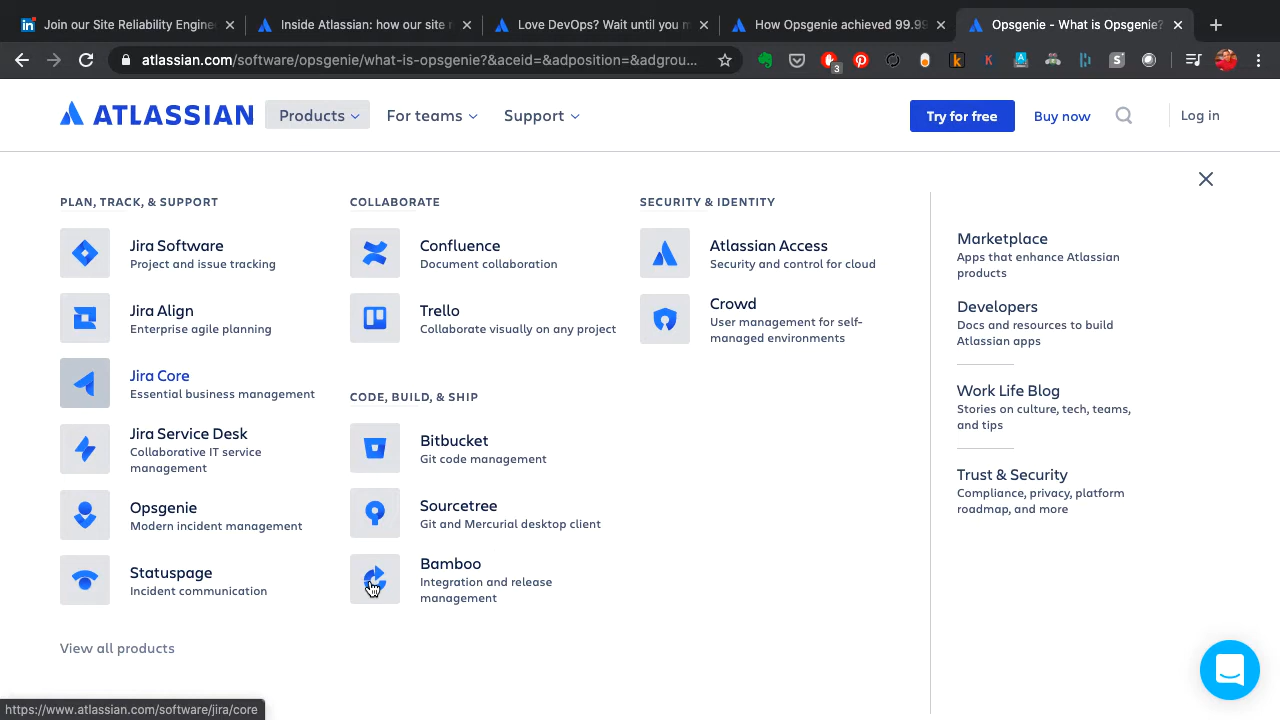 Join our Site Reliability Engine
Inside Atlassian: how our site r
Love DevOps? Wait until you m
How Opsgenie achieved 99.99
Opsgenie - What is Opsgenie?
atlassian.com/software/opsgenie/what-is-opsgenie?&aceid=&adposition=&adgrou...
3
ATLASSIAN
Products
For teams
Support
Try for free
Buy now
Log in
PLAN, TRACK, & SUPPORT
Jira Software
Project and issue tracking
Jira Align
Enterprise agile planning
Jira Core
Essential business management
Jira Service Desk
Collaborative IT service
management
Opsgenie
Modern incident management
Statuspage
Incident communication
View all products
COLLABORATE
Confluence
Document collaboration
Trello
Collaborate visually on any project
CODE, BUILD, & SHIP
Bitbucket
Git code management
Sourcetree
Git and Mercurial desktop client
Bamboo
Integration and release
management
SECURITY & IDENTITY
Atlassian Access
Security and control for cloud
Crowd
User management for self-
managed environments
Marketplace
Apps that enhance Atlassian
products
Developers
Docs and resources to build
Atlassian apps
Work Life Blog
Stories on culture, tech, teams,
and tips
Trust & Security
Compliance, privacy, platform
roadmap, and more
https://www.atlassian.com/software/jira/core